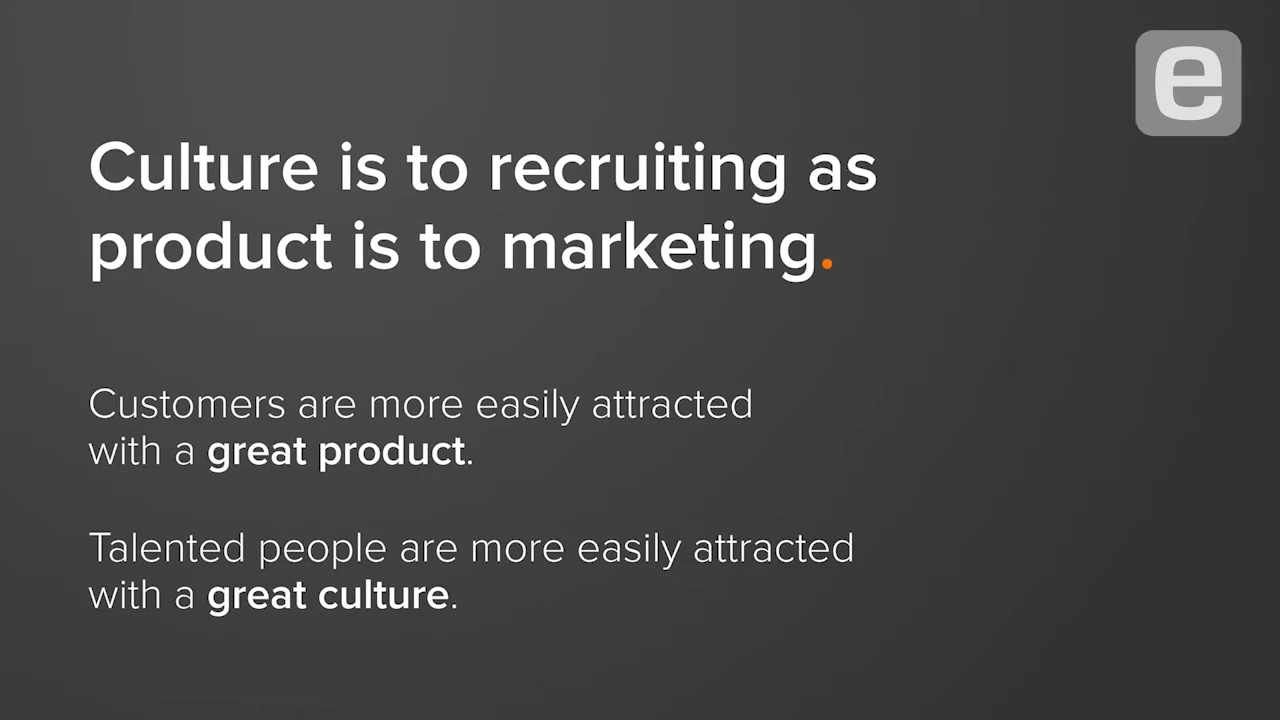 e
Culture is to recruiting as
product is to marketing.
Customers are more easily attracted
with a great product.
Talented people are more easily attracted
with a great culture.